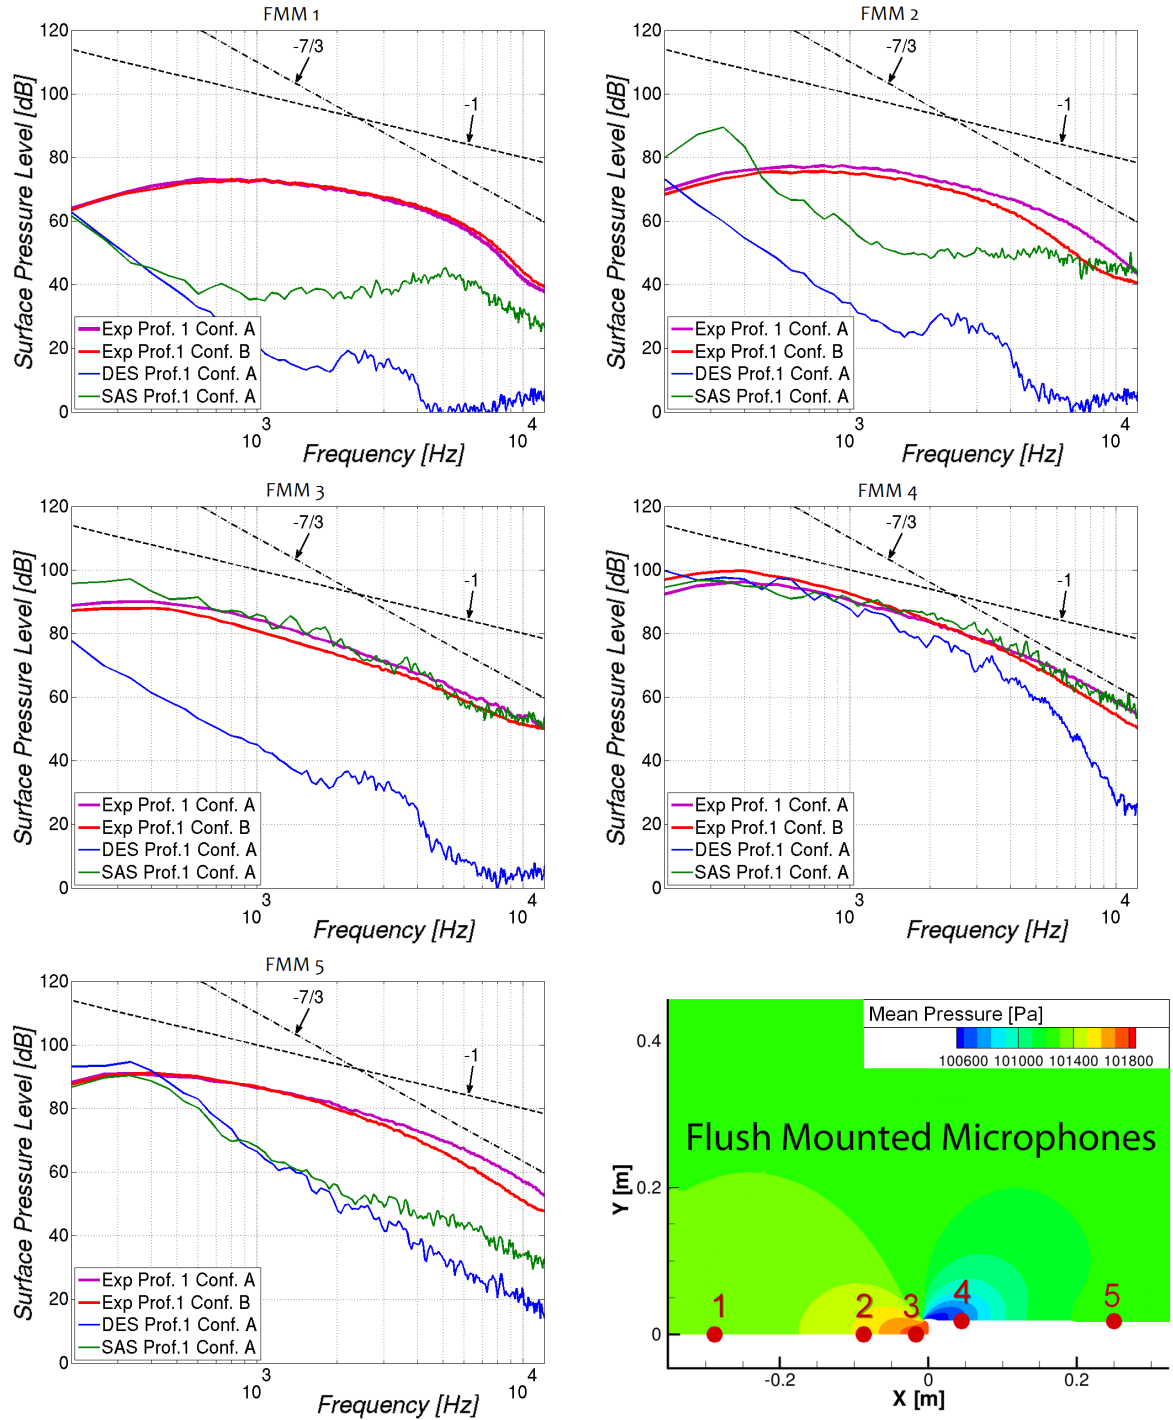 FMM 1
120
100
80
60
40
20
0
Surface Pressure Level [dB]
-7/3
-1
Exp Prof. 1 Conf. A
Exp Prof.1 Conf. B
DES Prof.1 Conf. A
SAS Prof.1 Conf. A
10 3
10 4
Frequency [Hz]
FMM 2
120
100
80
60
40
20
0
Surface Pressure Level [dB]
-7/3
-1
Exp Prof. 1 Conf. A
Exp Prof.1 Conf. B
DES Prof.1 Conf. A
SAS Prof.1 Conf. A
10 3
10 4
Frequency [Hz]
FMM 3
120
100
80
60
40
20
0
Surface Pressure Level [dB]
-7/3
-1
Exp Prof. 1 Conf. A
Exp Prof.1 Conf. B
DES Prof.1 Conf. A
SAS Prof.1 Conf. A
10 3
10 4
Frequency [Hz]
FMM 4
120
100
80
60
40
20
0
Surface Pressure Level [dB]
-7/3
-1
Exp Prof. 1 Conf. A
Exp Prof.1 Conf. B
DES Prof.1 Conf. A
SAS Prof.1 Conf. A
10 3
10 4
Frequency [Hz]
FMM 5
120
100
80
60
40
20
0
Surface Pressure Level [dB]
-7/3
-1
Exp Prof. 1 Conf. A
Exp Prof.1 Conf. B
DES Prof.1 Conf. A
SAS Prof.1 Conf. A
10 3
10 4
Frequency [Hz]
Mean Pressure [Pa]
100600 101000 101400 101800
Flush Mounted Microphones
0.4
0.2
0
Y [m]
1 2 3 4 5
-0.2 0 0.2
X [m]